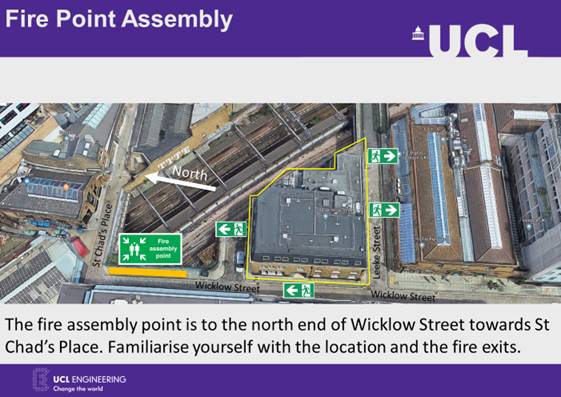 Fire Point Assembly
UCL
North
St Chad's Place
Fire
assembly
point
Leeke Street
Wicklow Street
Wicklow Street
The fire assembly point is to the north end of Wicklow Street towards St
Chad's Place. Familiarise yourself with the location and the fire exits.
UCL ENGINEERING
Change the world